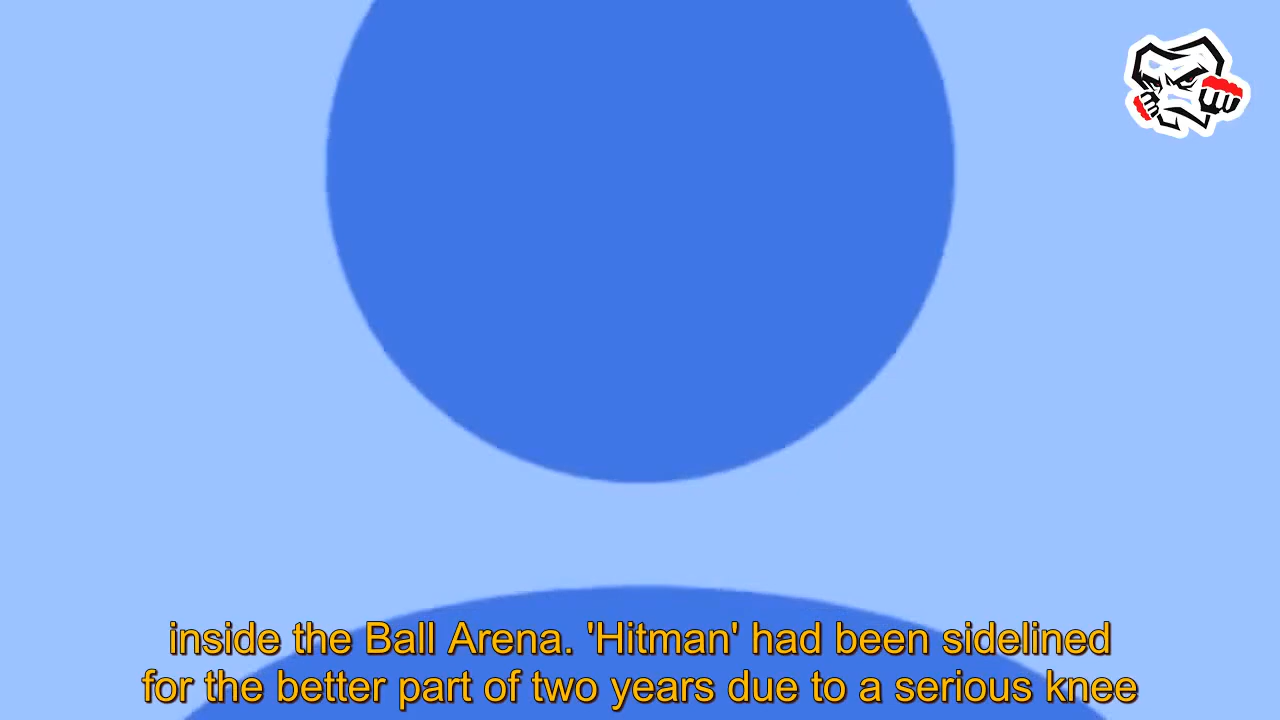 inside the Ball Arena. 'Hitman' had been sidelined
for the better part of two years due to a serious knee